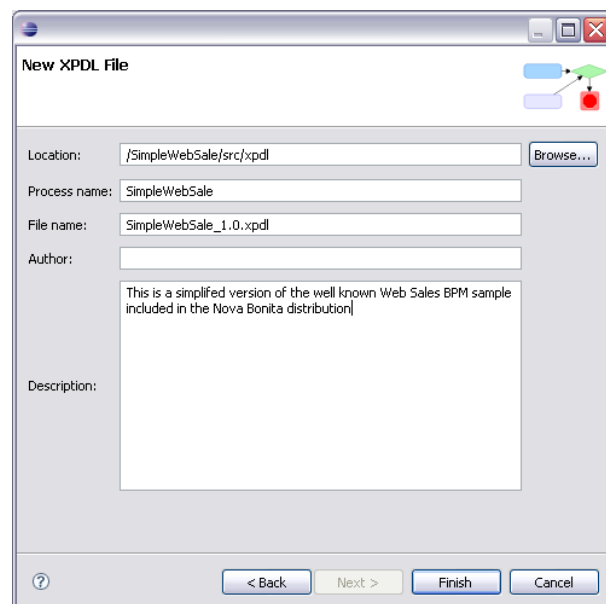 New XPDL File
Location: /SimpleWebSale/src/xpdl Browse...
Process name: SimpleWebSale
File name: SimpleWebSale_1.0.xpdl
Author:
This is a simplifed version of the well known Web Sales BPM sample
included in the Nova Bonita distribution
Description:
? < Back Next > Finish Cancel